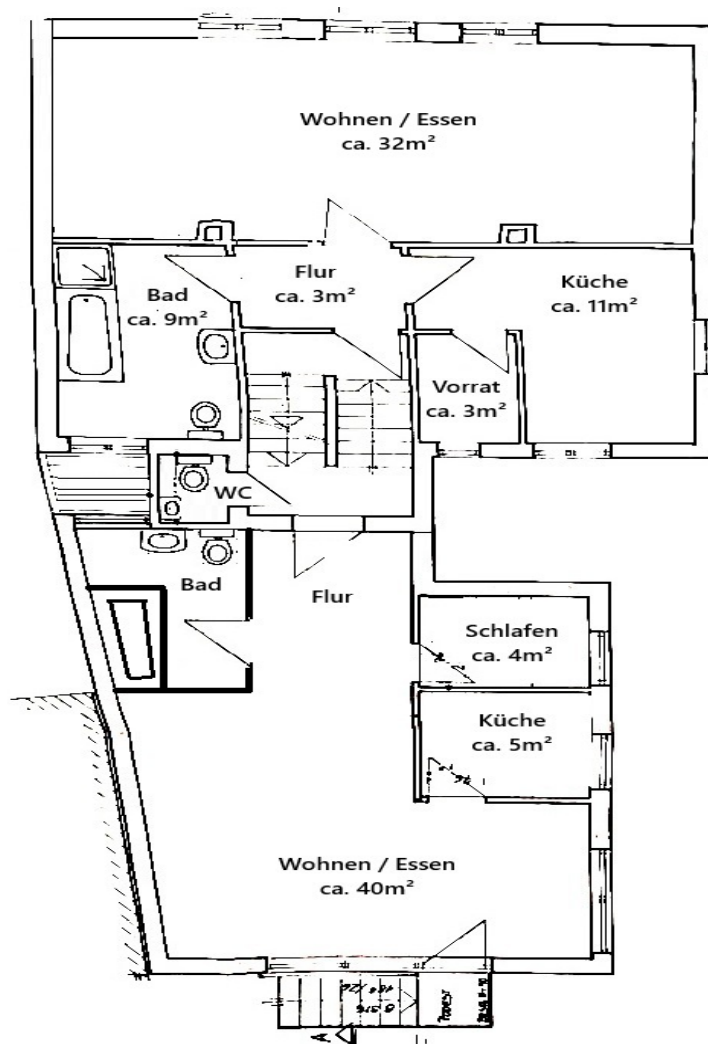 Wohnen / Essen
ca. 32m²
Flur
ca. 3m²
Küche
ca. 11m²
Bad
ca. 9m²
Vorrat
ca. 3m²
WC
Bad
Flur
Schlafen
ca. 4m²
Küche
ca. 5m²
Wohnen / Essen
ca. 40m²
A